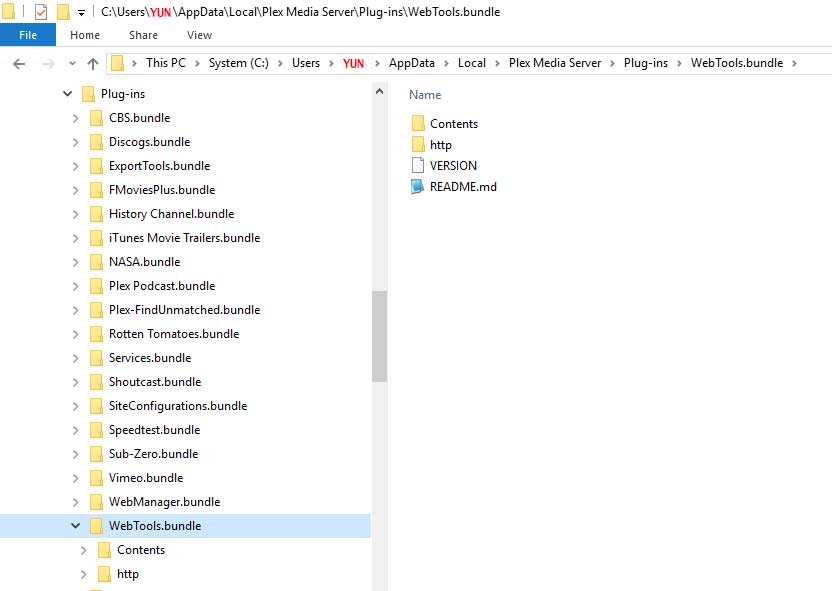 C:\Users\YUN\AppData\Local\Plex Media Server\Plug-ins\WebTools.bundle
File Home Share View
This PC System (C:) Users YUN AppData Local Plex Media Server Plug-ins WebTools.bundle
Plug-ins
CBS.bundle
Discogs.bundle
ExportTools.bundle
FMoviesPlus.bundle
History Channel.bundle
iTunes Movie Trailers.bundle
NASA.bundle
Plex Podcast.bundle
Plex-FindUnmatched.bundle
Rotten Tomatoes.bundle
Services.bundle
Shoutcast.bundle
SiteConfigurations.bundle
Speedtest.bundle
Sub-Zero.bundle
Vimeo.bundle
WebManager.bundle
WebTools.bundle
Contents
http
Name
Contents
http
VERSION
README.md